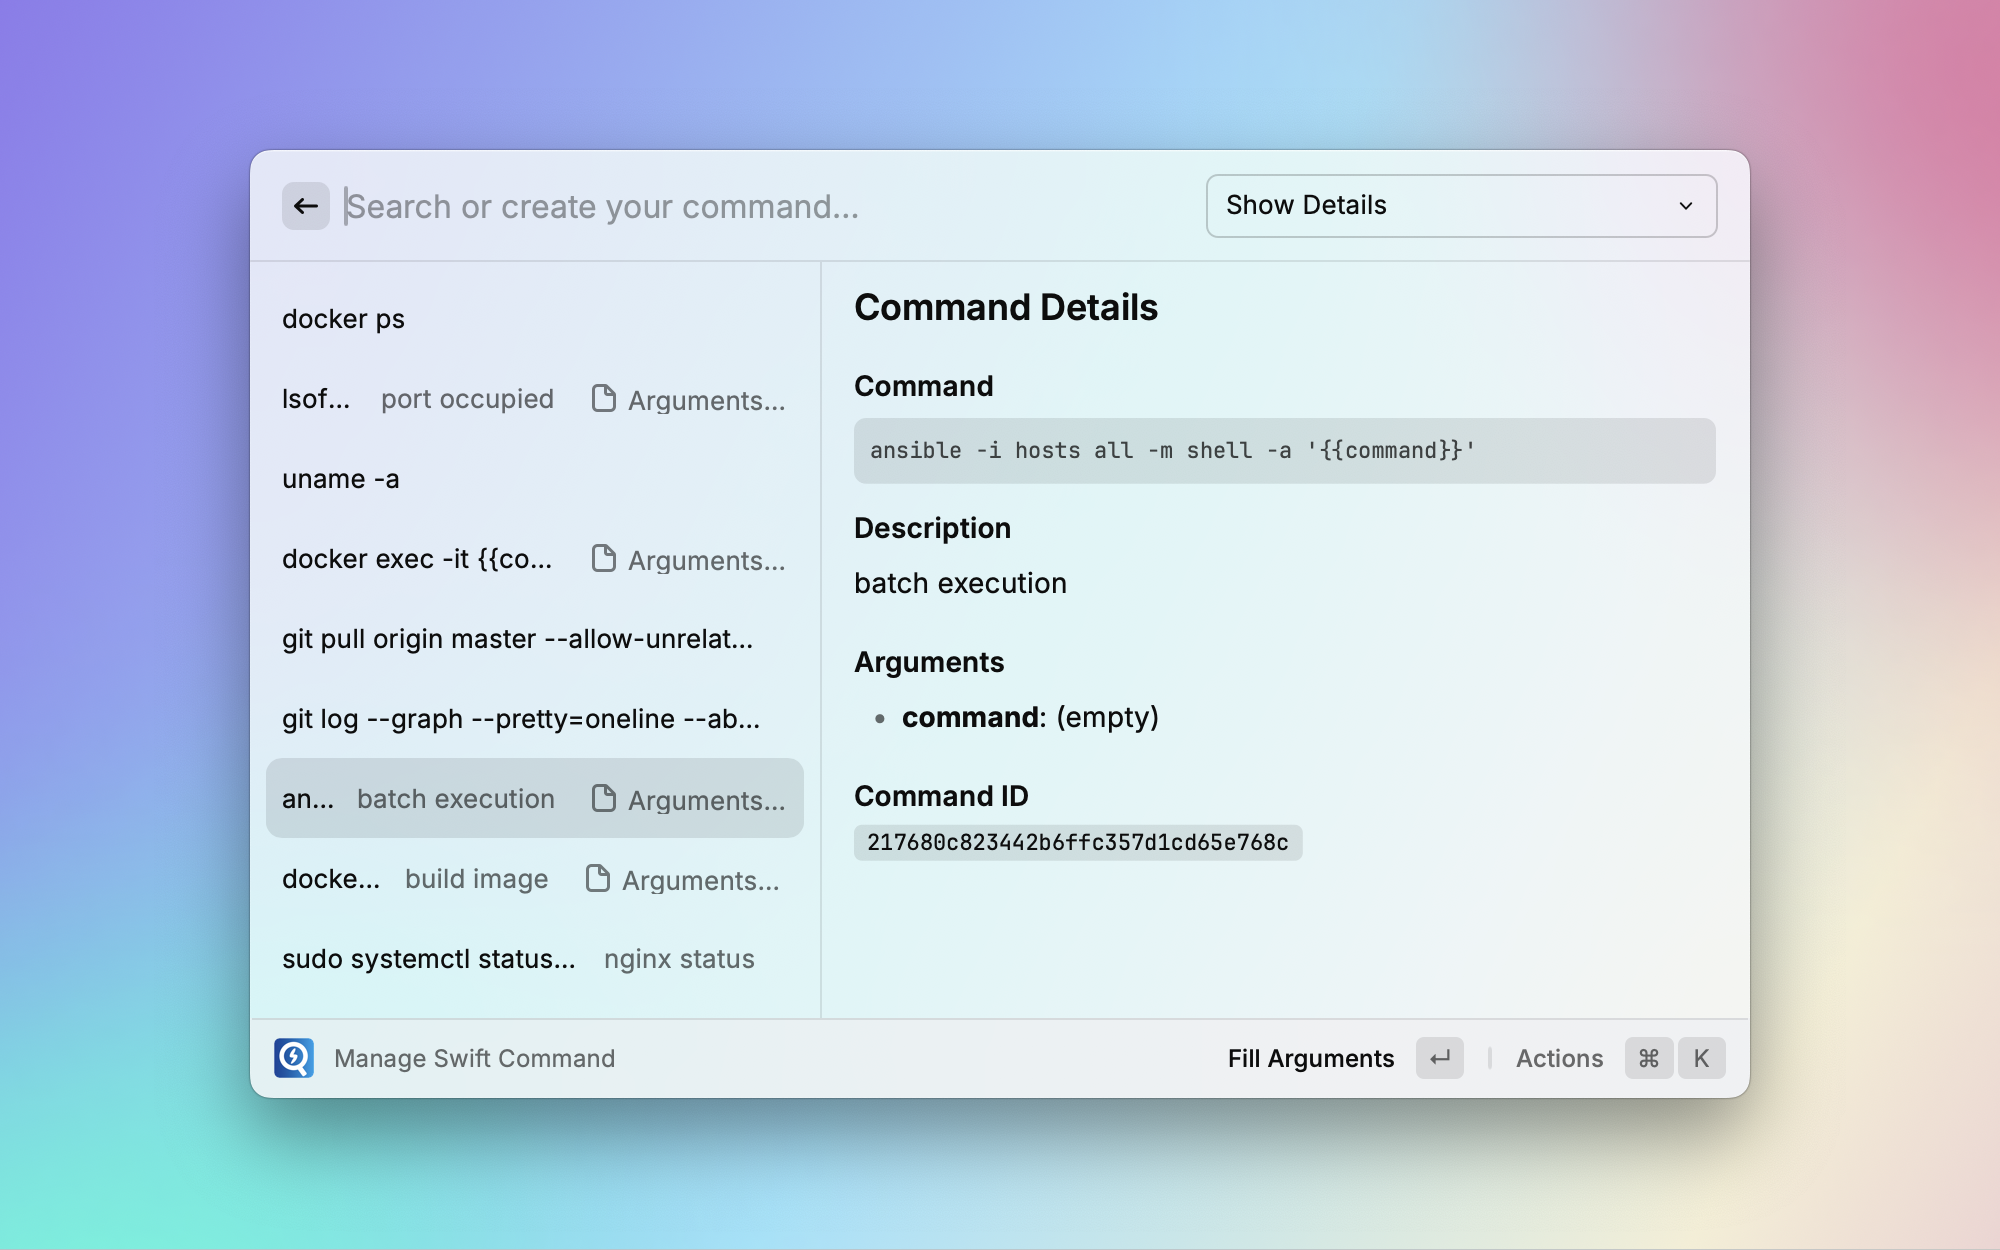 Search or create your command...
Show Details
docker ps
lsof... port occupied Arguments...
uname -a
docker exec -it {{co... Arguments...
git pull origin master --allow-unrelat...
git log --graph --pretty=oneline --ab...
an... batch execution Arguments...
docke... build image Arguments...
sudo systemctl status... nginx status
Command Details
Command
ansible -i hosts all -m shell -a '{{command}}'
Description
batch execution
Arguments
• command: (empty)
Command ID
217680c823442b6ffc357d1cd65e768c
Manage Swift Command
Fill Arguments ↵ Actions ⌘ K